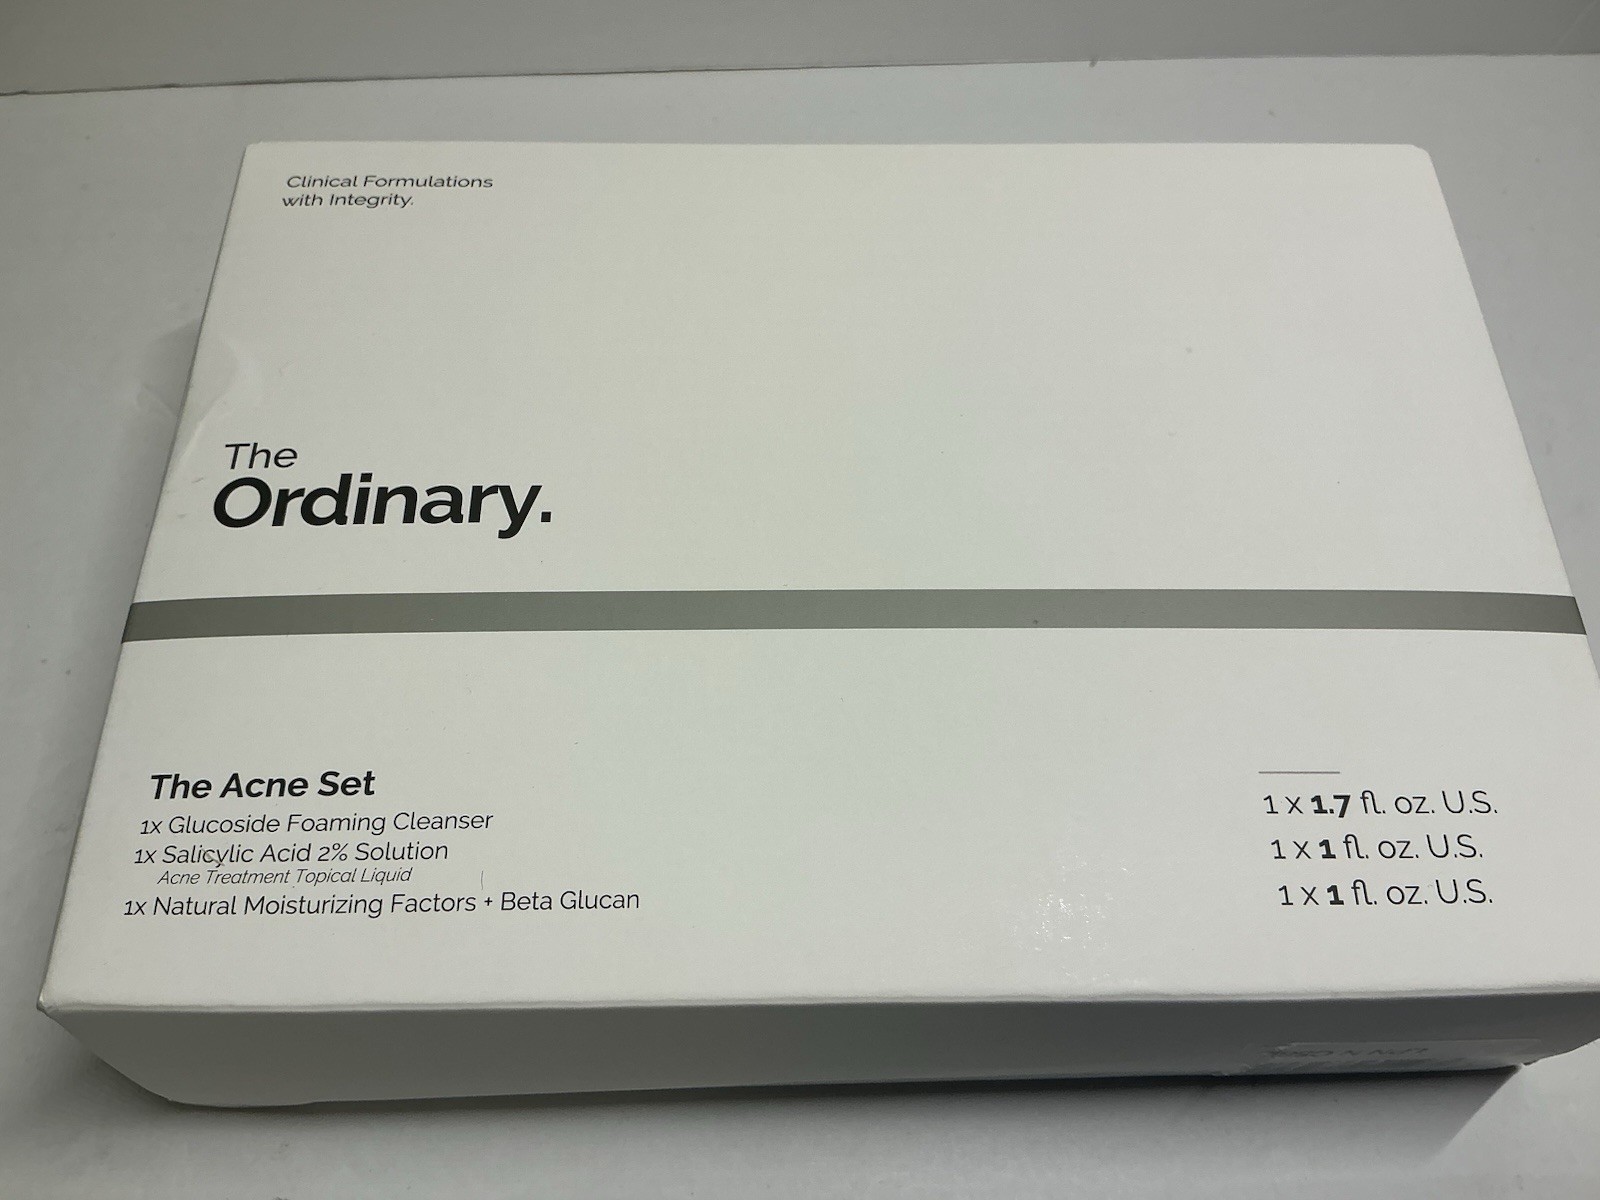 Clinical Formulations
with Integrity.
The
Ordinary.
The Acne Set
1x Glucoside Foaming Cleanser
1x Salicylic Acid 2% Solution
Acne Treatment Topical Liquid
1x Natural Moisturizing Factors + Beta Glucan
1 x 1.7 fl. oz. U.S.
1 x 1 fl. oz. U.S.
1 x 1 fl. oz. U.S.